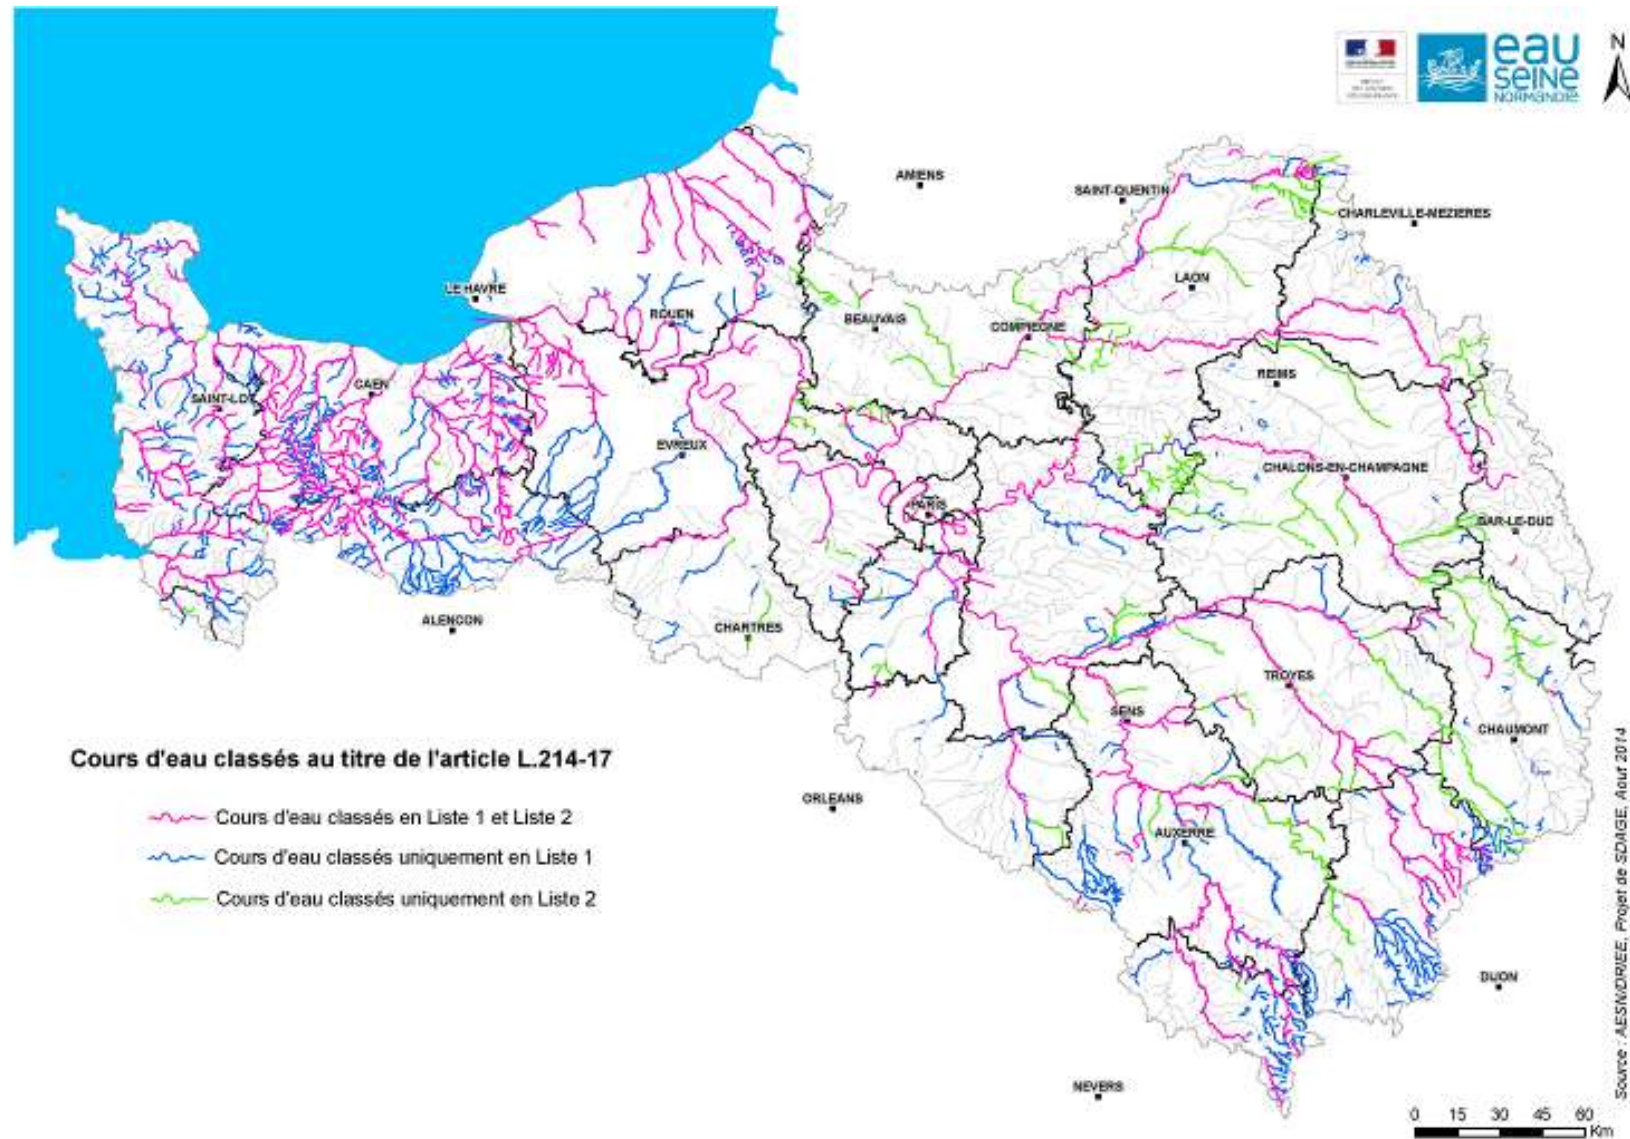 eau
seine
NORMANDIE
N
AMIENS
SAINT-QUENTIN
CHARLEVILLE-MEZIERES
LAON
LE HAVRE
ROUEN
BEAUVAIS
COMPIEGNE
REIMS
CAEN
SAINT-LO
EVREUX
CHALONS-EN-CHAMPAGNE
PARIS
BAR-LE-DUC
ALENCON
CHARTRES
TROYES
SENS
CHAUMONT
Cours d'eau classés au titre de l'article L.214-17
Cours d'eau classés en Liste 1 et Liste 2
Cours d'eau classés uniquement en Liste 1
Cours d'eau classés uniquement en Liste 2
ORLEANS
AUXERRE
DIJON
NEVERS
0 15 30 45 60
Km
Source : AESN/DRIEE, Projet de SDAGE, Aout 2014